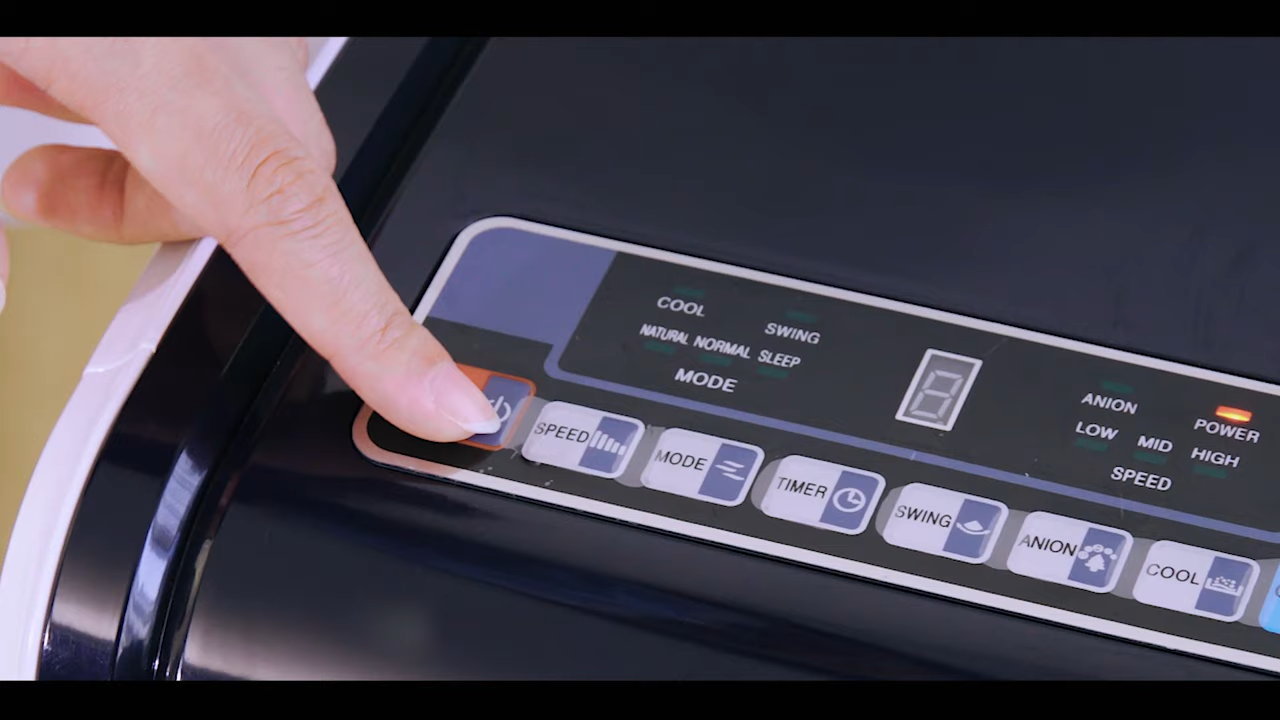 COOL
SWING
NATURAL NORMAL SLEEP
MODE
ANION
POWER
LOW MID HIGH
SPEED
SPEED
MODE
TIMER
SWING
ANION
COOL